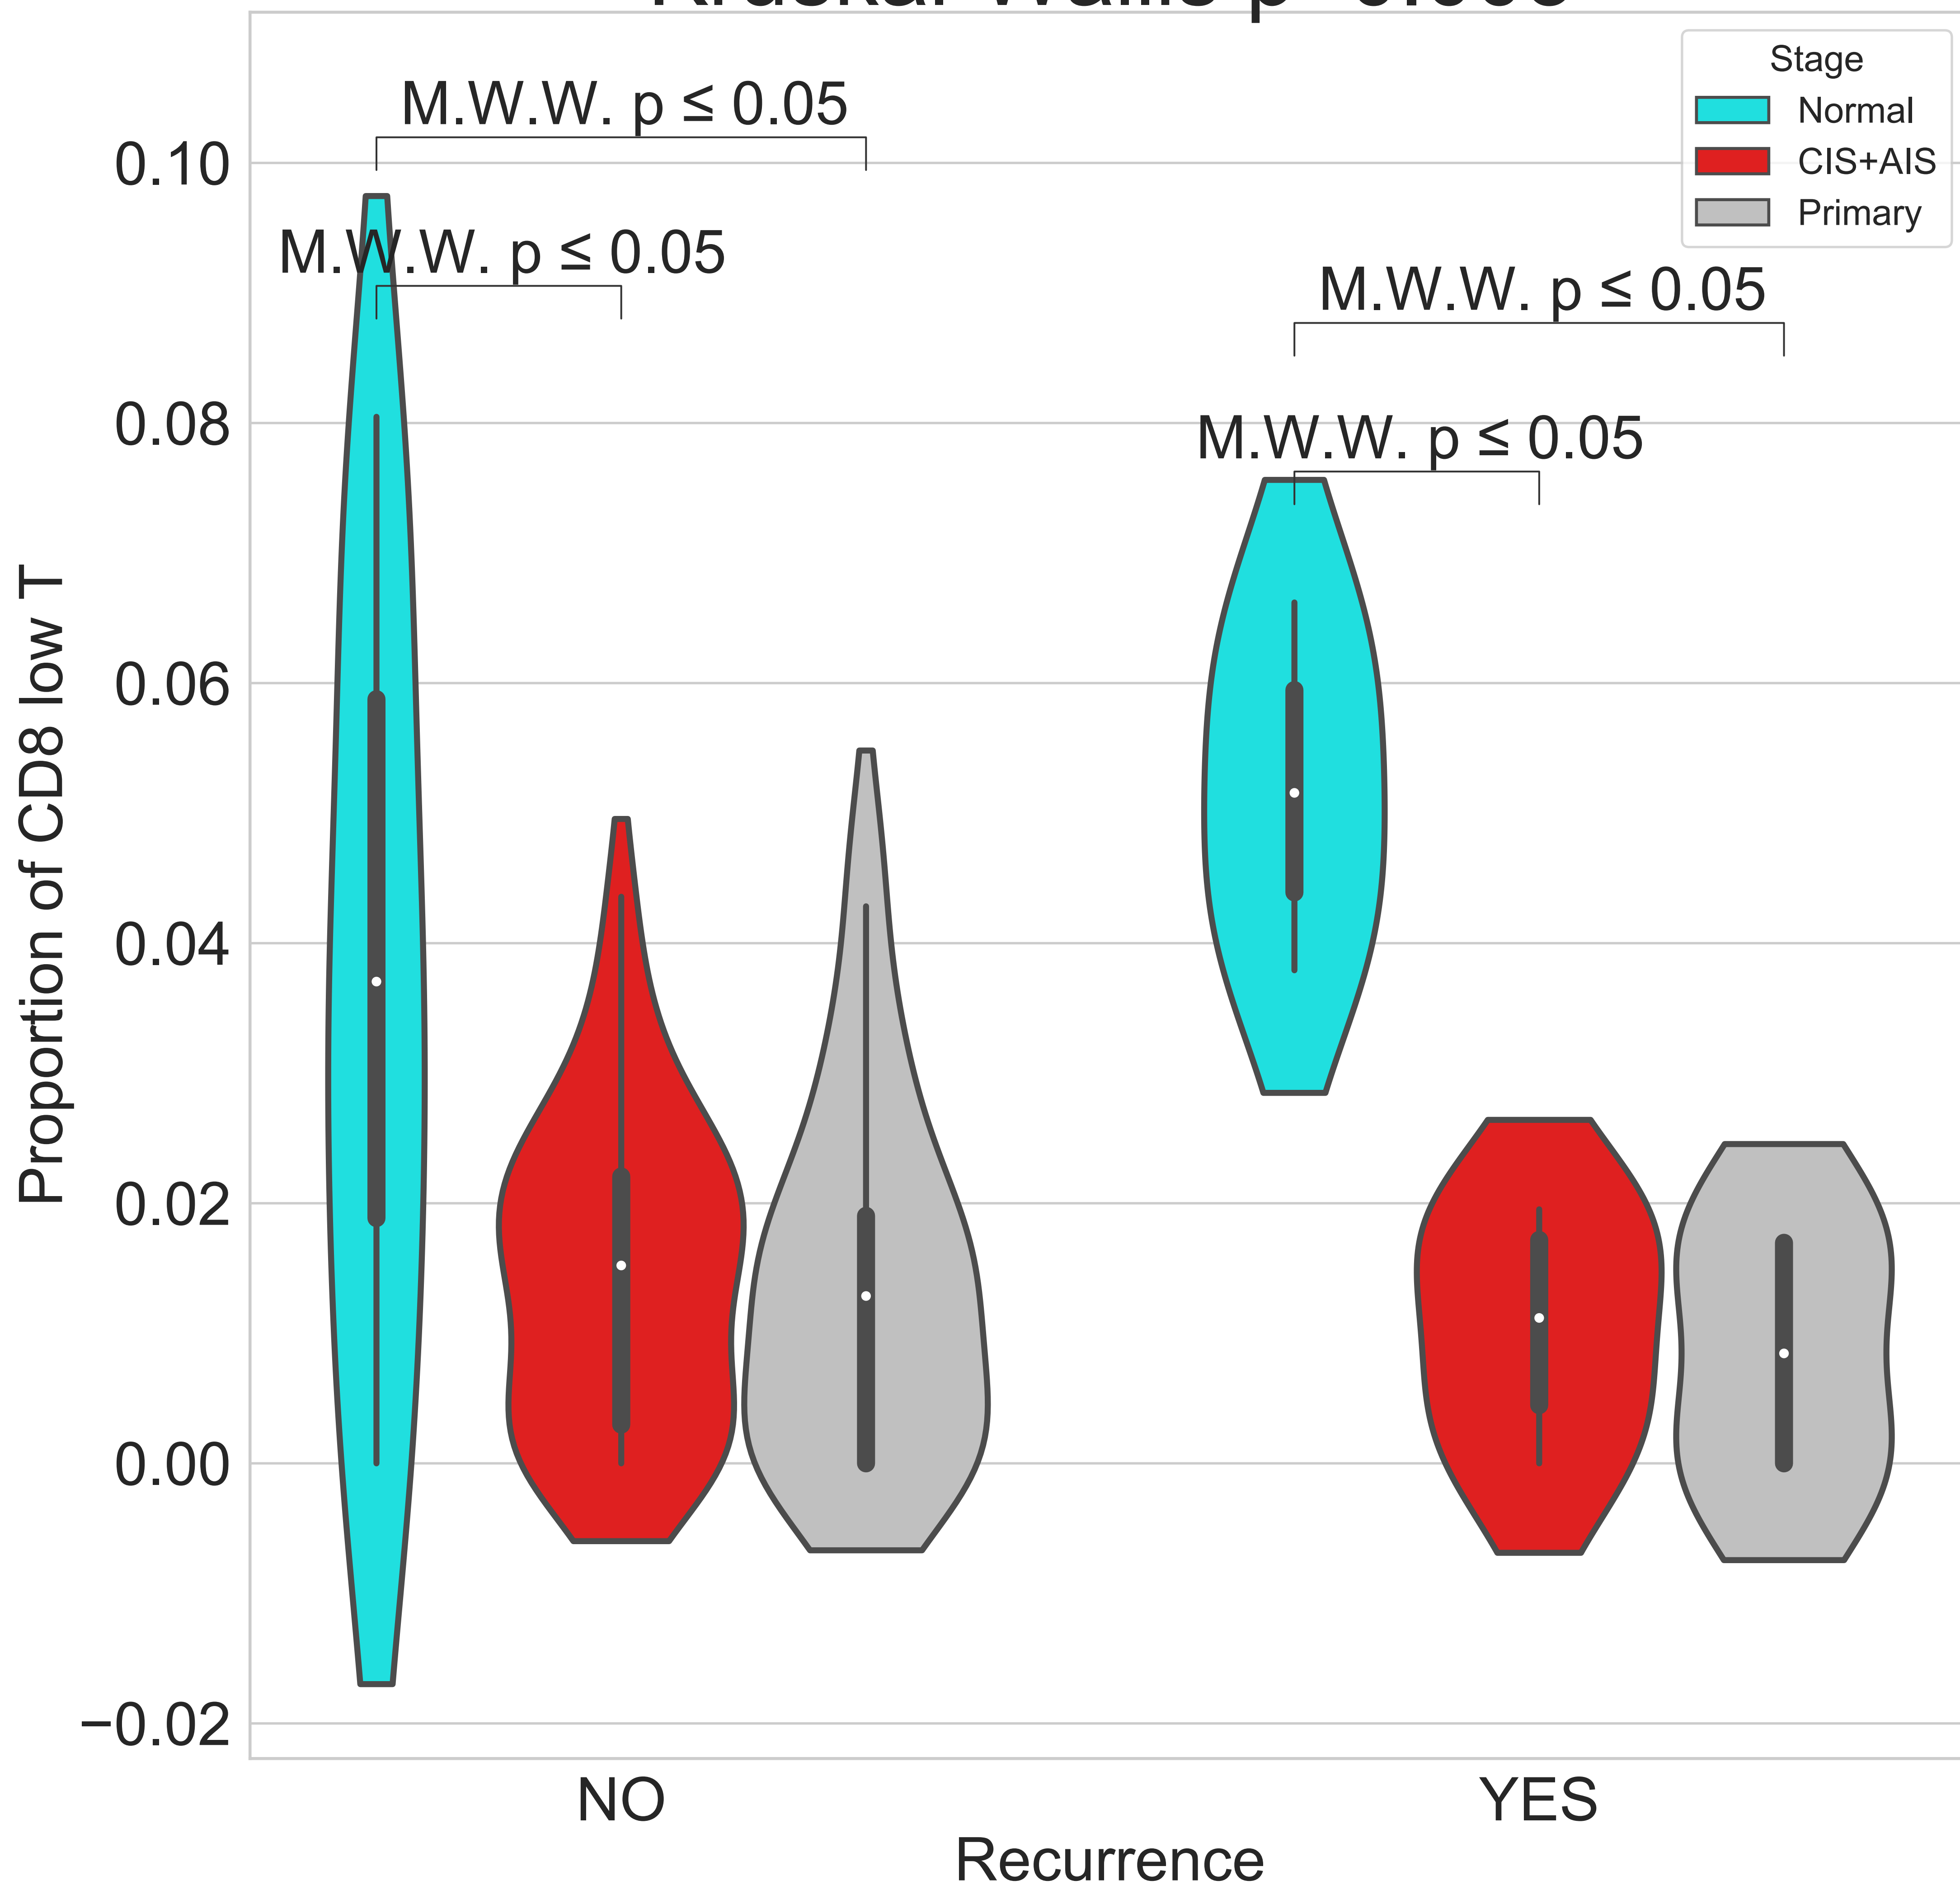 Stage
Normal
CIS+AIS
Primary
M.W.W. p ≤ 0.05
M.W.W. p ≤ 0.05
M.W.W. p ≤ 0.05
M.W.W. p ≤ 0.05
Proportion of CD8 low T
0.10
0.08
0.06
0.04
0.02
0.00
−0.02
NO
YES
Recurrence